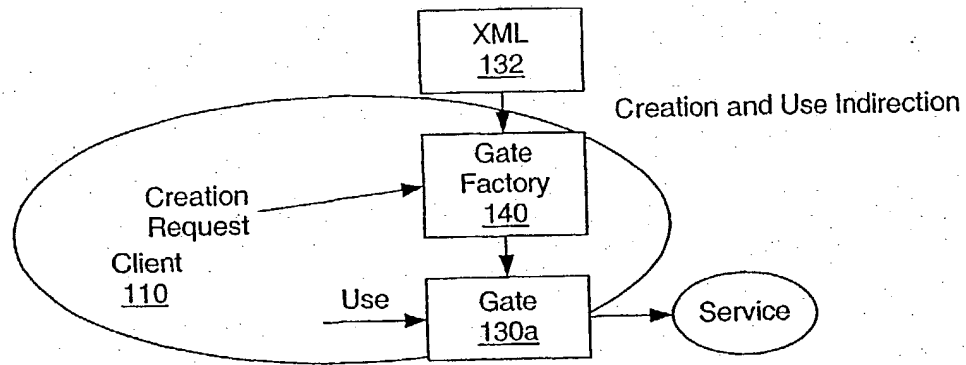 XML
132
Creation and Use Indirection
Gate
Factory
140
Creation
Request
Client
110
Use
Gate
130a
Service